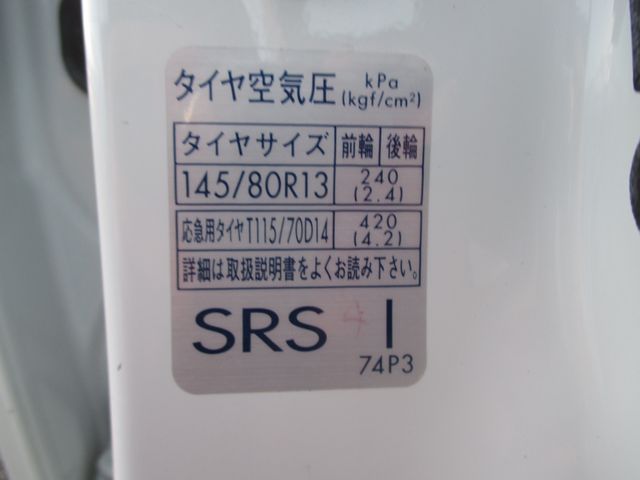 タイヤ空気圧 kPa (kgf/cm²)
タイヤサイズ 前輪 後輪
145/80R13 240 (2.4)
応急用タイヤT115/70D14 420 (4.2)
詳細は取扱説明書をよくお読み下さい。
SRS 4 I
74P3